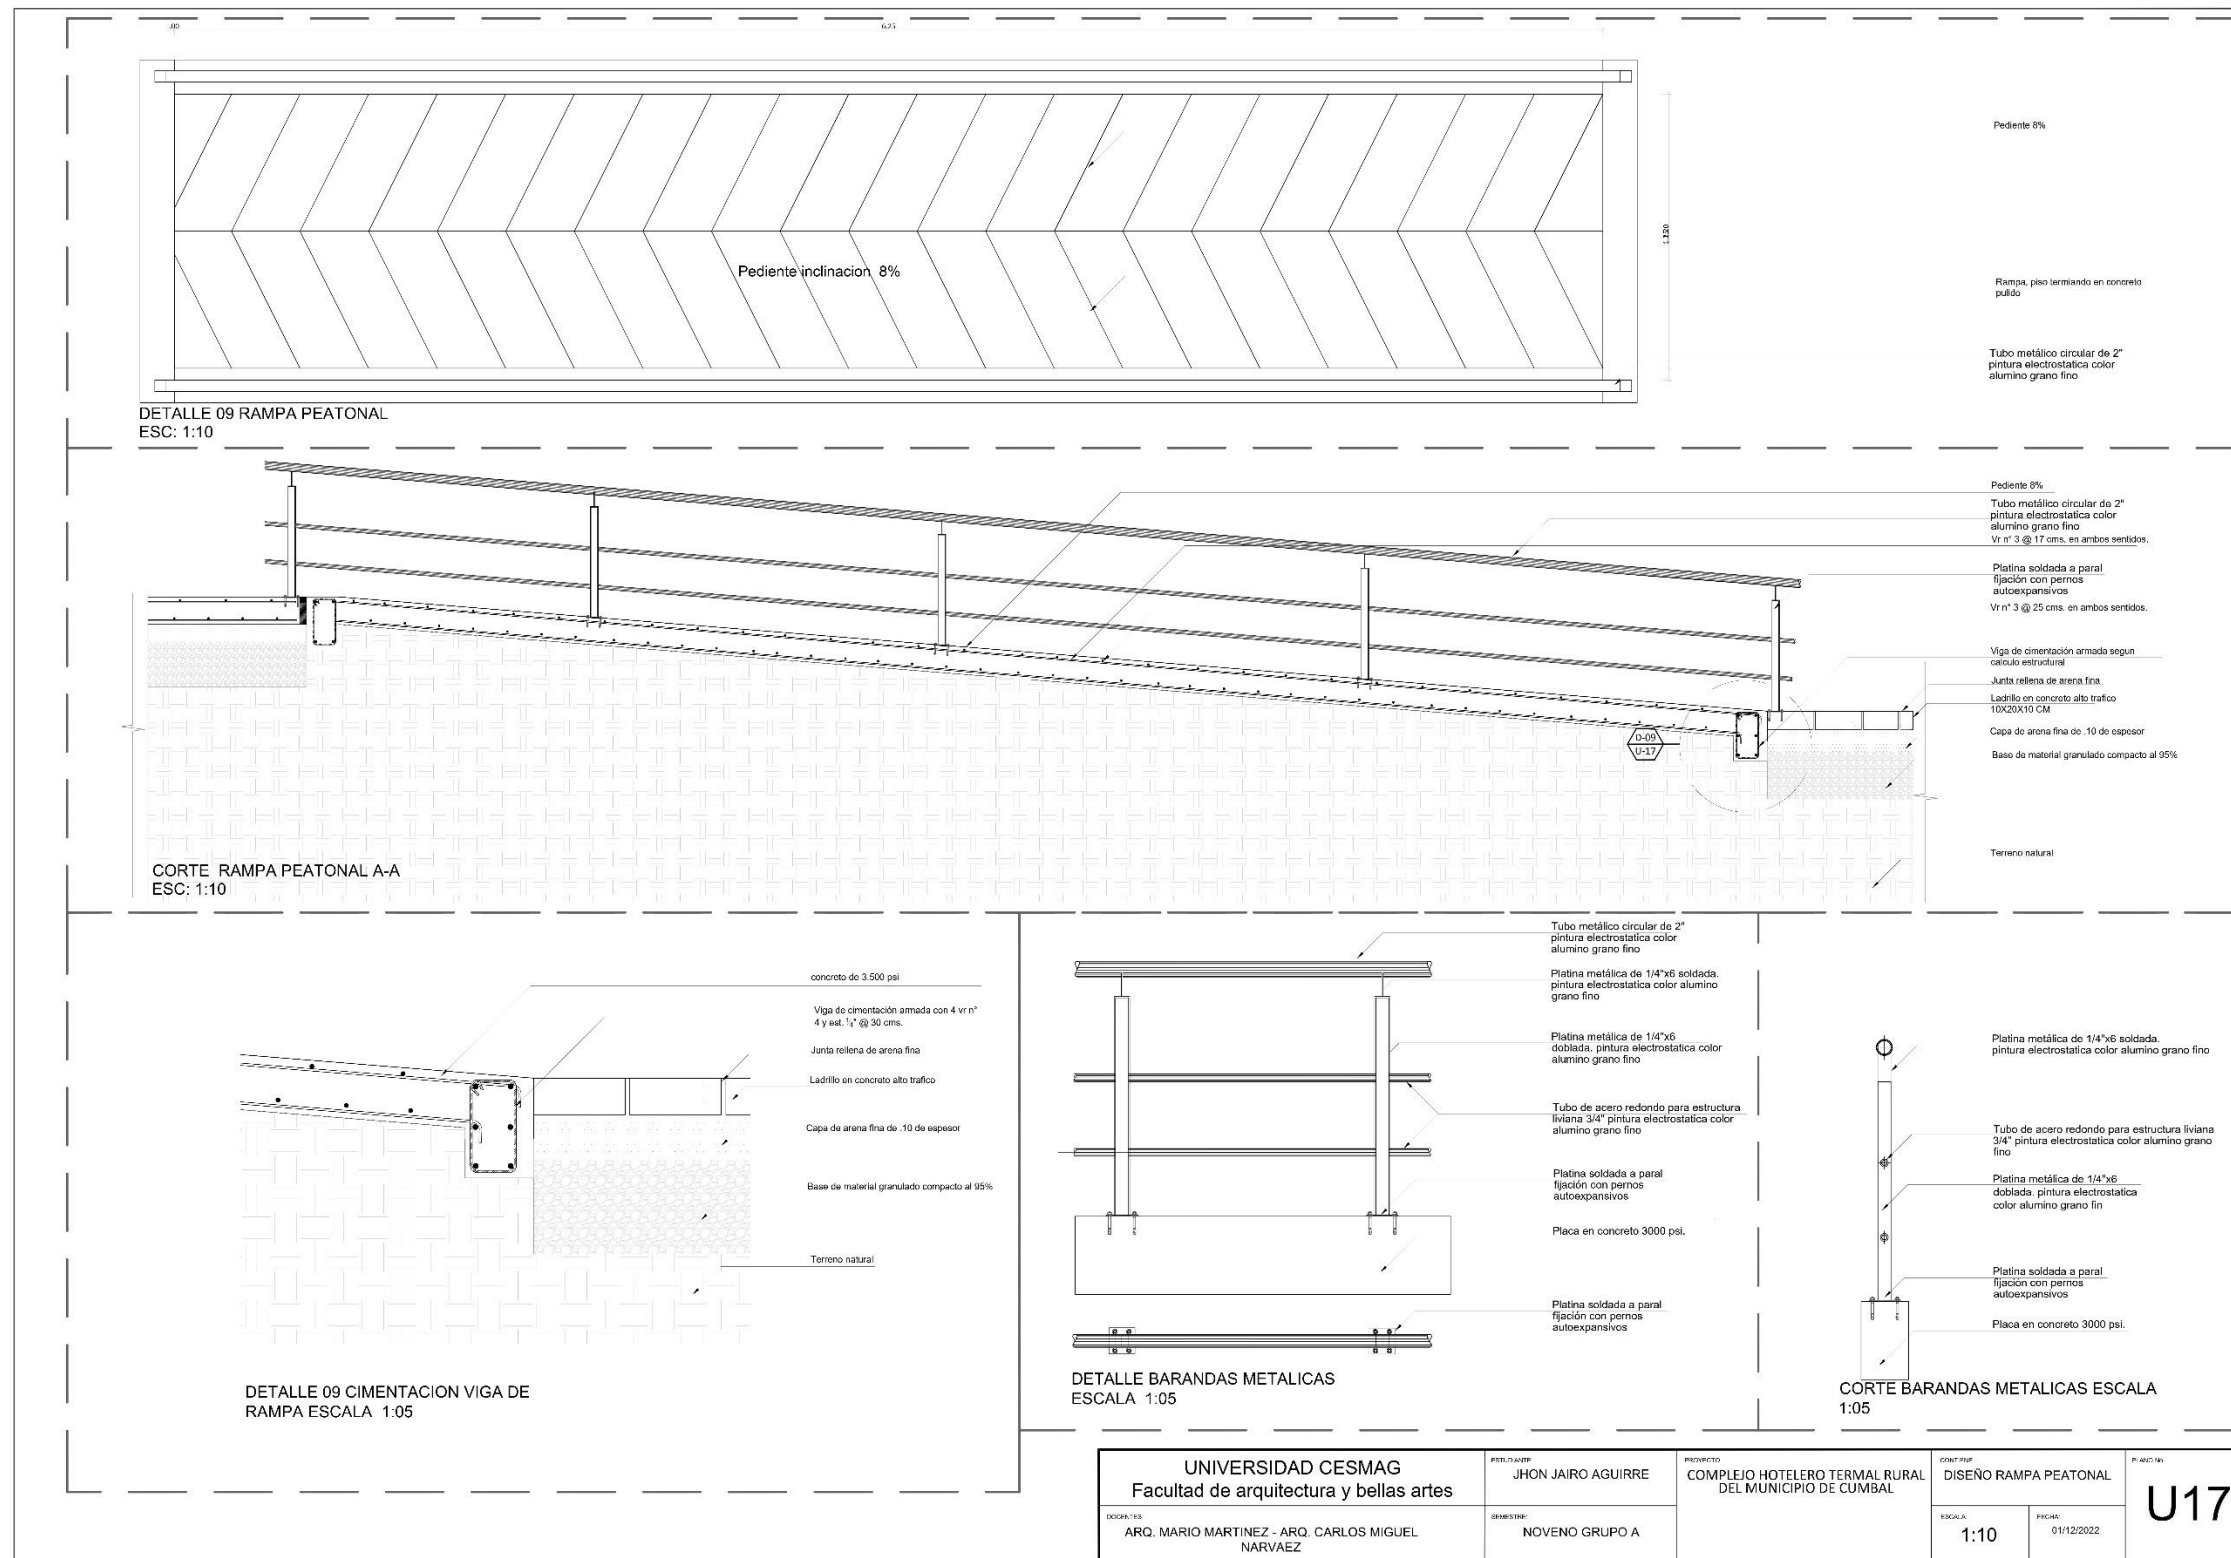 .80
6.25
Pediente 8%
Pediente inclinacion 8%
Rampa, piso termiando en concreto
pulido
Tubo metálico circular de 2"
pintura electrostatica color
alumino grano fino
DETALLE 09 RAMPA PEATONAL
ESC: 1:10
Pediente 8%
Tubo metálico circular de 2"
pintura electrostatica color
alumino grano fino
Vr n° 3 @ 17 cms. en ambos sentidos.
Platina soldada a paral
fijación con pernos
autoexpansivos
Vr n° 3 @ 25 cms. en ambos sentidos.
Viga de cimentación armada segun
calculo estructural
Junta rellena de arena fina
Ladrillo en concreto alto trafico
10X20X10 CM
Capa de arena fina de .10 de espesor
Base de material granulado compacto al 95%
D-09
U-17
Terreno natural
CORTE RAMPA PEATONAL A-A
ESC: 1:10
concreto de 3.500 psi
Viga de cimentación armada con 4 vr n°
4 y est. ¼" @ 30 cms.
Junta rellena de arena fina
Ladrillo en concreto alto trafico
Capa de arena fina de .10 de espesor
Base de material granulado compacto al 95%
Terreno natural
DETALLE 09 CIMENTACION VIGA DE
RAMPA ESCALA 1:05
Tubo metálico circular de 2"
pintura electrostatica color
alumino grano fino
Platina metálica de 1/4"x6 soldada.
pintura electrostatica color alumino
grano fino
Platina metálica de 1/4"x6
doblada. pintura electrostatica color
alumino grano fino
Tubo de acero redondo para estructura
liviana 3/4" pintura electrostatica color
alumino grano fino
Platina soldada a paral
fijación con pernos
autoexpansivos
Placa en concreto 3000 psi.
Platina soldada a paral
fijación con pernos
autoexpansivos
DETALLE BARANDAS METALICAS
ESCALA 1:05
Platina metálica de 1/4"x6 soldada.
pintura electrostatica color alumino grano fino
Tubo de acero redondo para estructura liviana
3/4" pintura electrostatica color alumino grano
fino
Platina metálica de 1/4"x6
doblada. pintura electrostatica
color alumino grano fin
Platina soldada a paral
fijación con pernos
autoexpansivos
Placa en concreto 3000 psi.
CORTE BARANDAS METALICAS ESCALA
1:05
UNIVERSIDAD CESMAG
Facultad de arquitectura y bellas artes
DOCENTES
ARQ. MARIO MARTINEZ - ARQ. CARLOS MIGUEL
NARVAEZ
ESTUDIANTE
JHON JAIRO AGUIRRE
SEMESTRE:
NOVENO GRUPO A
PROYECTO
COMPLEJO HOTELERO TERMAL RURAL
DEL MUNICIPIO DE CUMBAL
CONTIENE
DISEÑO RAMPA PEATONAL
ESCALA:
1:10
FECHA:
01/12/2022
PLANO No
U17